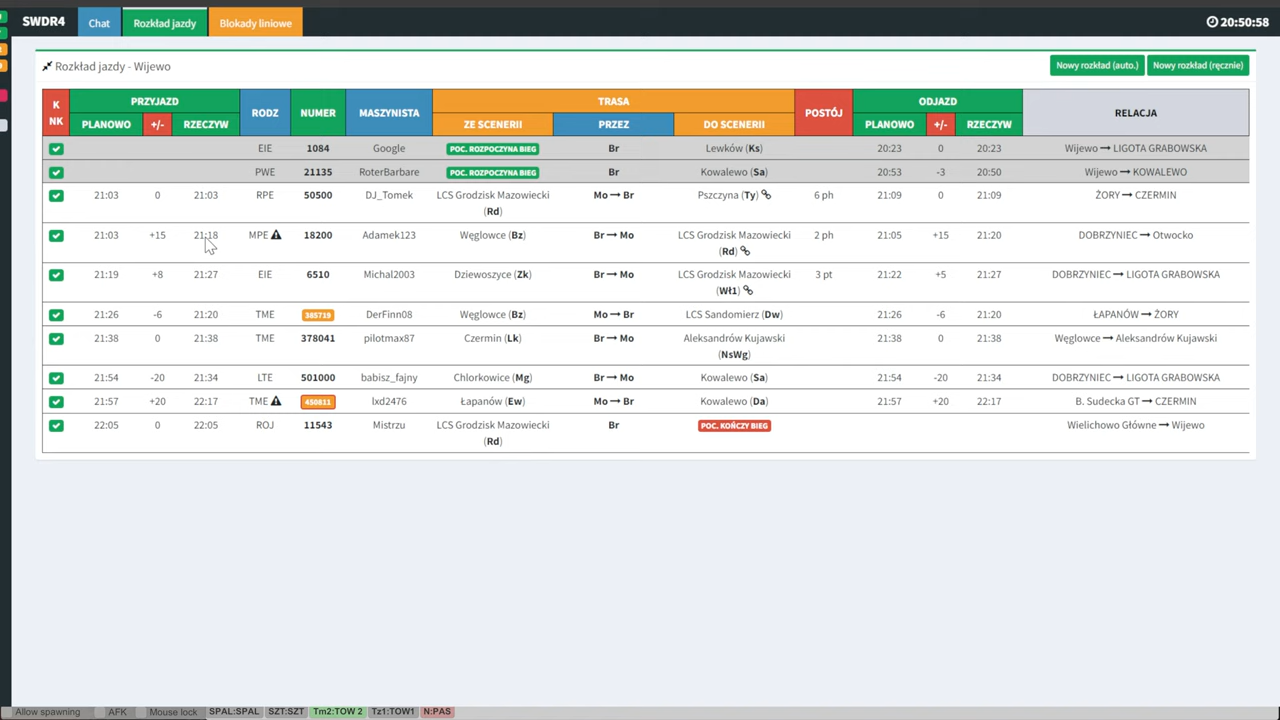 SWDR4 Chat Rozkład jazdy Blokady liniowe 20:50:58
Rozkład jazdy - Wijewo Nowy rozkład (auto.) Nowy rozkład (ręcznie)
K NK PRZYJAZD RODZ NUMER MASZYNISTA TRASA POSTÓJ ODJAZD RELACJA
PLANOWO +/- RZECZYW ZE SCENERII PRZEZ DO SCENERII PLANOWO +/- RZECZYW
EIE 1084 Google POC. ROZPOCZYNA BIEG Br Lewków (Ks) 20:23 0 20:23 Wijewo → LIGOTA GRABOWSKA
PWE 21135 RoterBarbare POC. ROZPOCZYNA BIEG Br Kowalewo (Sa) 20:53 -3 20:50 Wijewo → KOWALEWO
21:03 0 21:03 RPE 50500 DJ_Tomek LCS Grodzisk Mazowiecki Mo → Br Pszczyna (Ty) 6 ph 21:09 0 21:09 ŻORY → CZERMIN
(Rd)
21:03 +15 21:18 MPE 18200 Adamek123 Węglowce (Bz) Br → Mo LCS Grodzisk Mazowiecki 2 ph 21:05 +15 21:20 DOBRZYNIEC → Otwocko
(Rd)
21:19 +8 21:27 EIE 6510 Michal2003 Dziewoszyce (Zk) Br → Mo LCS Grodzisk Mazowiecki 3 pt 21:22 +5 21:27 DOBRZYNIEC → LIGOTA GRABOWSKA
(Wł1)
21:26 -6 21:20 TME 385719 DerFinn08 Węglowce (Bz) Mo → Br LCS Sandomierz (Dw) 21:26 -6 21:20 ŁAPANÓW → ŻORY
21:38 0 21:38 TME 378041 pilotmax87 Czermin (Lk) Br → Mo Aleksandrów Kujawski 21:38 0 21:38 Węglowce → Aleksandrów Kujawski
(NsWg)
21:54 -20 21:34 LTE 501000 babisz_fajny Chlorkowice (Mg) Br → Mo Kowalewo (Sa) 21:54 -20 21:34 DOBRZYNIEC → LIGOTA GRABOWSKA
21:57 +20 22:17 TME 450811 lxd2476 Łapanów (Ew) Mo → Br Kowalewo (Da) 21:57 +20 22:17 B. Sudecka GT → CZERMIN
22:05 0 22:05 ROJ 11543 Mistrzu LCS Grodzisk Mazowiecki Br POC. KOŃCZY BIEG Wielichowo Główne → Wijewo
(Rd)
Allow spawning AFK Mouse lock SPAL:SPAL SZT:SZT Tm2:TOW 2 Tz1:TOW1 N:PAS